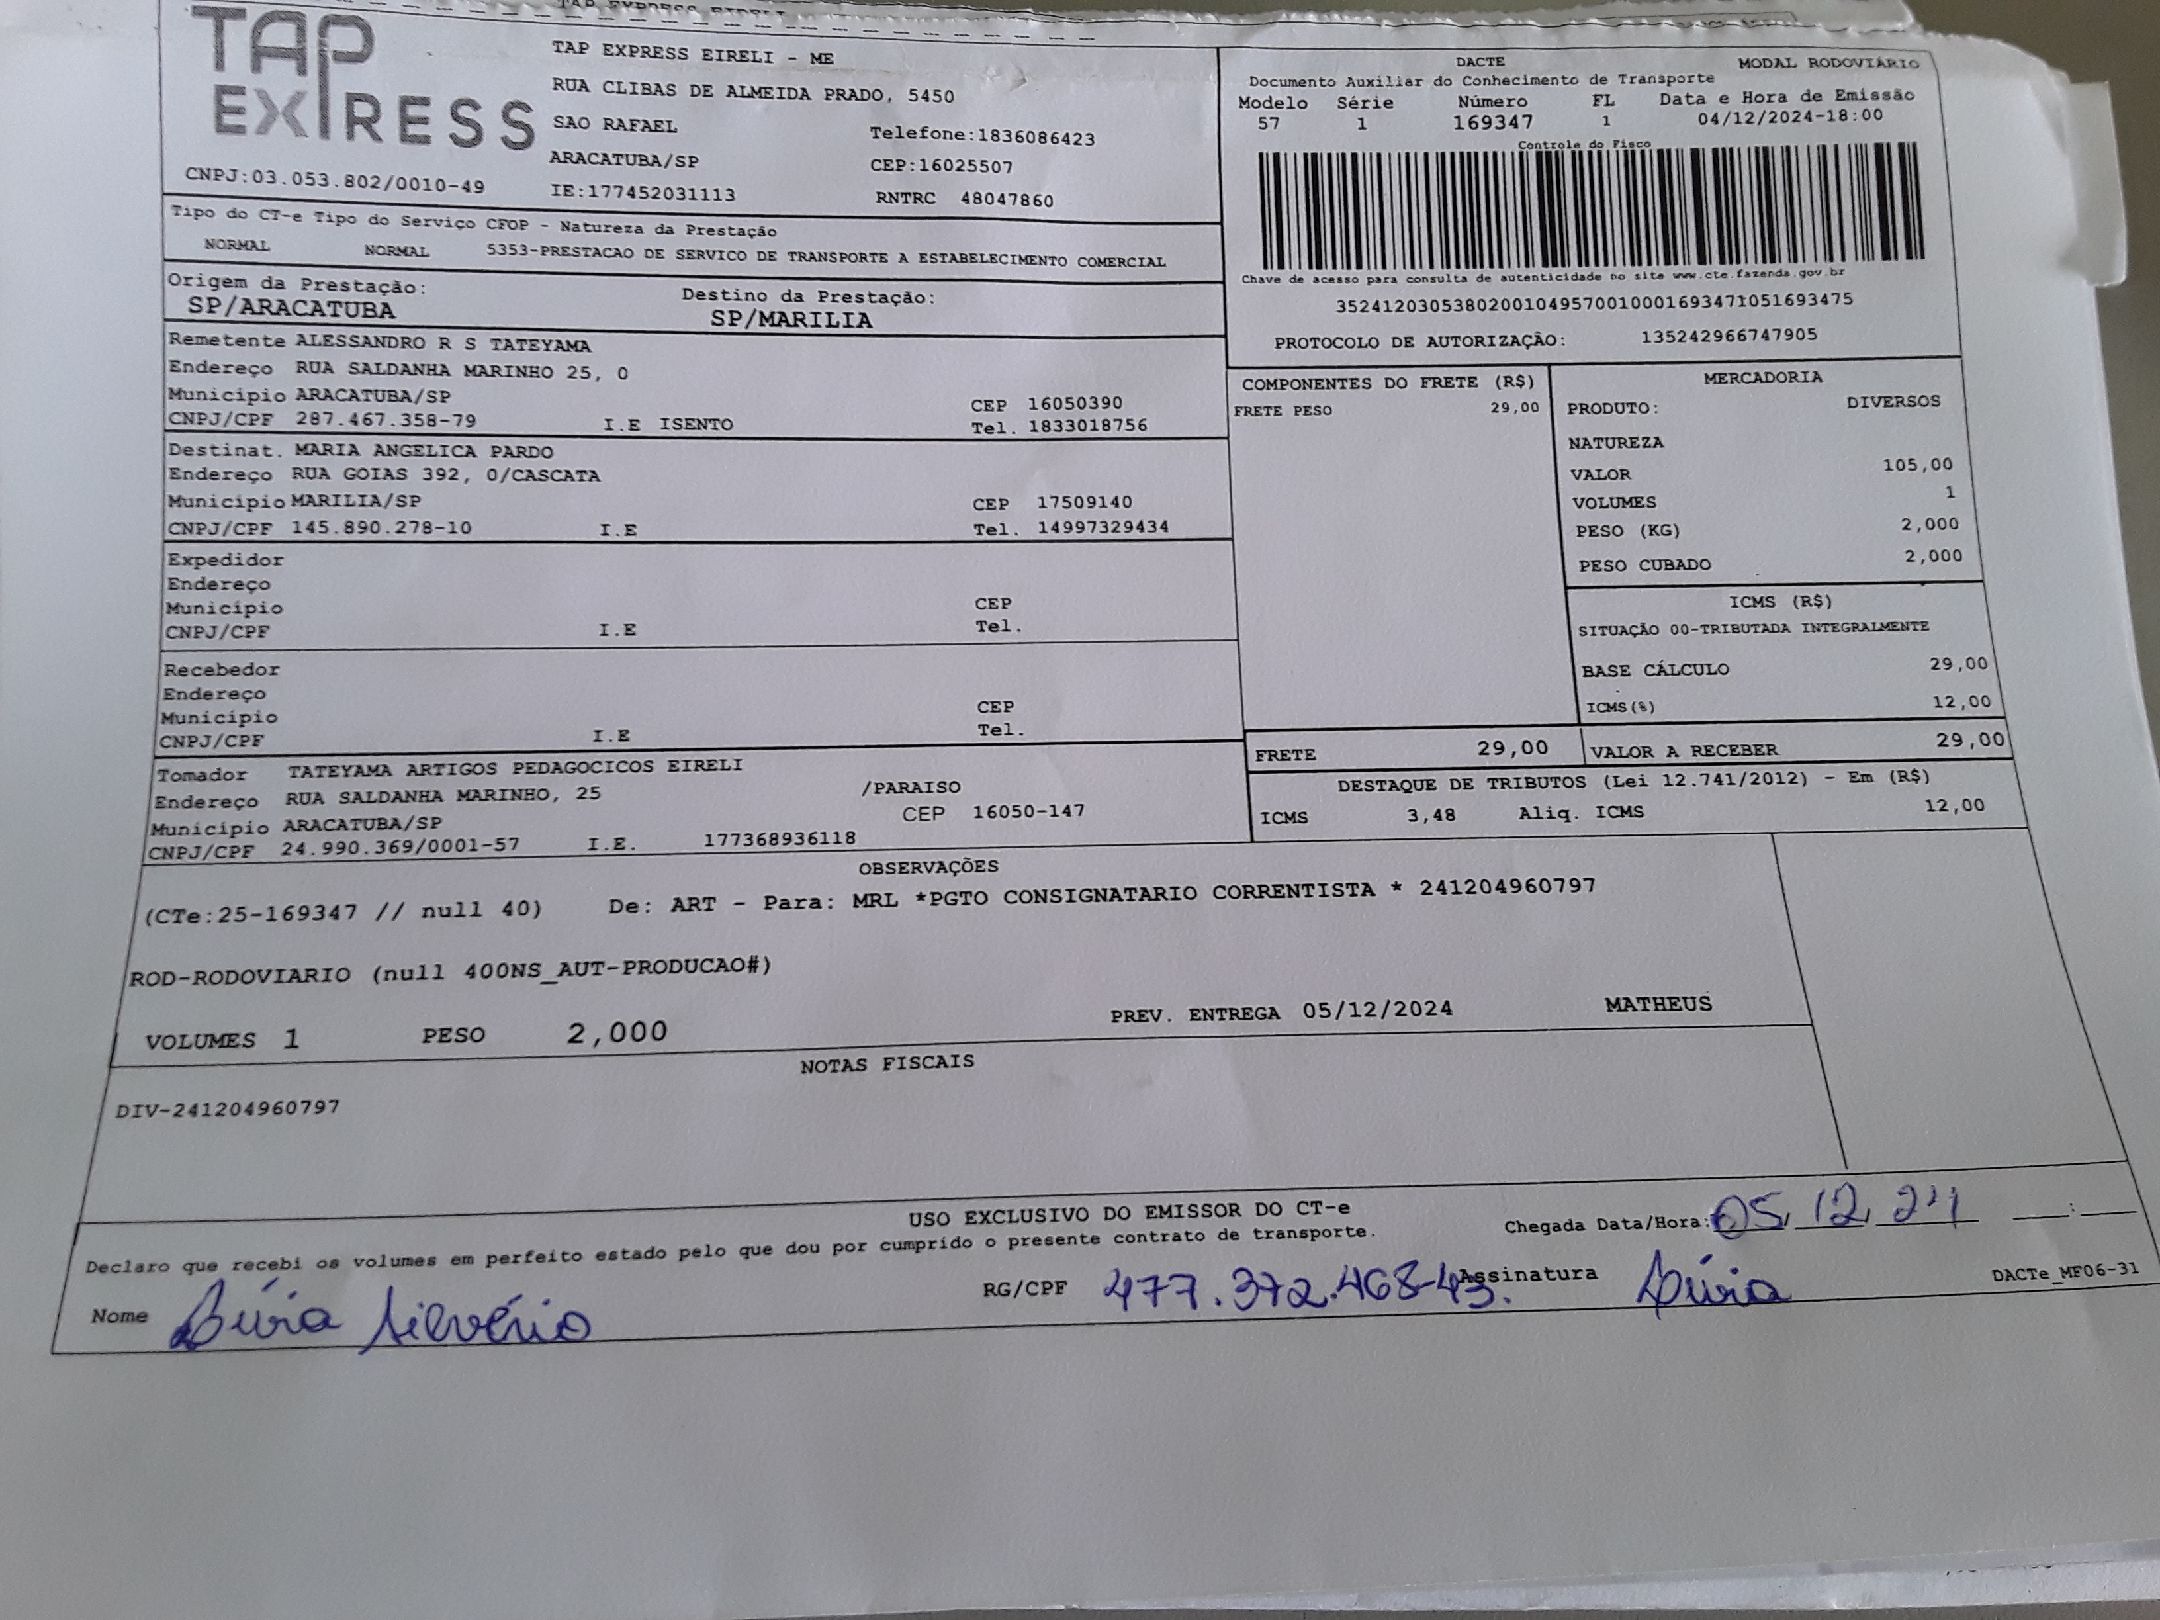 TAP EXPRESS
TAP EXPRESS EIRELI - ME
RUA CLIBAS DE ALMEIDA PRADO, 5450
SAO RAFAEL Telefone:1836086423
ARACATUBA/SP CEP:16025507
CNPJ:03.053.802/0010-49 IE:177452031113 RNTRC 48047860
DACTE MODAL RODOVIÁRIO
Documento Auxiliar do Conhecimento de Transporte
Modelo Série Número FL Data e Hora de Emissão
57 1 169347 1 04/12/2024-18:00
Controle do Fisco
Chave de acesso para consulta de autenticidade no site www.cte.fazenda.gov.br
35241203053802001049570010001693471051693475
PROTOCOLO DE AUTORIZAÇÃO: 135242966747905
Tipo do CT-e Tipo do Serviço CFOP - Natureza da Prestação
NORMAL NORMAL 5353-PRESTACAO DE SERVICO DE TRANSPORTE A ESTABELECIMENTO COMERCIAL
Origem da Prestação: Destino da Prestação:
SP/ARACATUBA SP/MARILIA
Remetente ALESSANDRO R S TATEYAMA
Endereço RUA SALDANHA MARINHO 25, 0
Município ARACATUBA/SP CEP 16050390
CNPJ/CPF 287.467.358-79 I.E ISENTO Tel. 1833018756
Destinat. MARIA ANGELICA PARDO
Endereço RUA GOIAS 392, 0/CASCATA
Município MARILIA/SP CEP 17509140
CNPJ/CPF 145.890.278-10 I.E Tel. 14997329434
Expedidor
Endereço
Município CEP
CNPJ/CPF I.E Tel.
Recebedor
Endereço
Município CEP
CNPJ/CPF I.E Tel.
Tomador TATEYAMA ARTIGOS PEDAGOCICOS EIRELI
Endereço RUA SALDANHA MARINHO, 25 /PARAISO
Município ARACATUBA/SP CEP 16050-147
CNPJ/CPF 24.990.369/0001-57 I.E. 177368936118
COMPONENTES DO FRETE (R$)
FRETE PESO 29,00
MERCADORIA
PRODUTO: DIVERSOS
NATUREZA
VALOR 105,00
VOLUMES 1
PESO (KG) 2,000
PESO CUBADO 2,000
ICMS (R$)
SITUAÇÃO 00-TRIBUTADA INTEGRALMENTE
BASE CÁLCULO 29,00
ICMS(%) 12,00
FRETE 29,00 VALOR A RECEBER 29,00
DESTAQUE DE TRIBUTOS (Lei 12.741/2012) - Em (R$)
ICMS 3,48 Aliq. ICMS 12,00
OBSERVAÇÕES
(CTe:25-169347 // null 40) De: ART - Para: MRL *PGTO CONSIGNATARIO CORRENTISTA * 241204960797
ROD-RODOVIARIO (null 400NS_AUT-PRODUCAO#)
VOLUMES 1 PESO 2,000 PREV. ENTREGA 05/12/2024 MATHEUS
NOTAS FISCAIS
DIV-241204960797
USO EXCLUSIVO DO EMISSOR DO CT-e
Declaro que recebi os volumes em perfeito estado pelo que dou por cumprido o presente contrato de transporte.
Chegada Data/Hora: 05/12/24 __:__
Nome Lívia Silvério RG/CPF 477.372.468-43. Assinatura Lívia DACTe_MF06-31